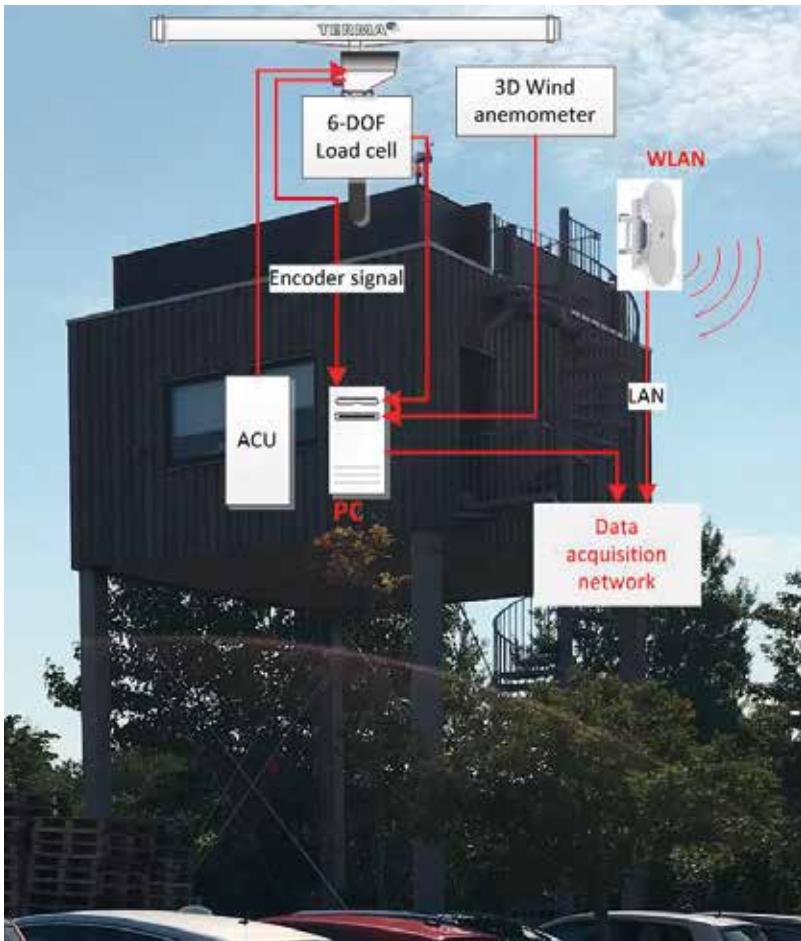 TERMA
6-DOF
Load cell
3D Wind
anemometer
WLAN
Encoder signal
LAN
ACU
PC
Data
acquisition
network